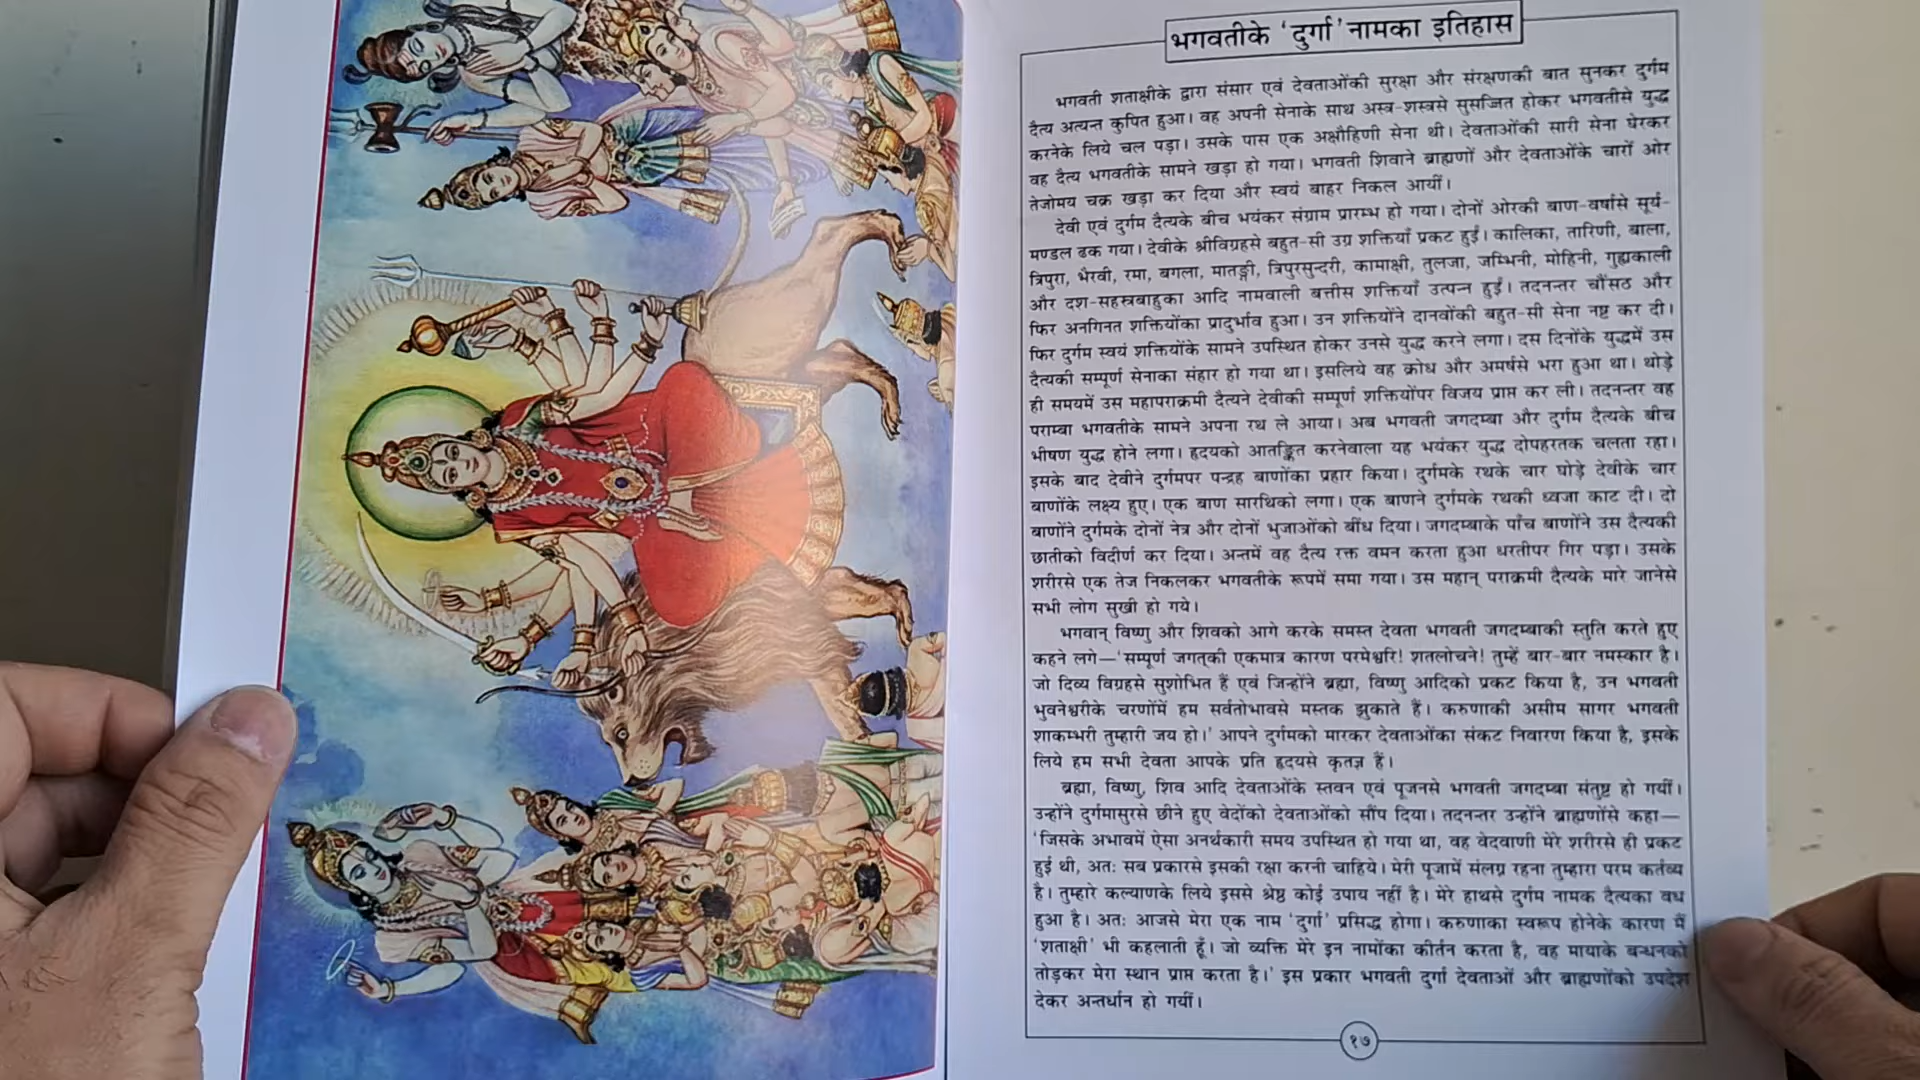 भगवतीके ‘दुर्गा’ नामका इतिहास
भगवती शताक्षीके द्वारा संसार एवं देवताओंकी सुरक्षा और संरक्षणकी बात सुनकर दुर्गम
दैत्य अत्यन्त कुपित हुआ। वह अपनी सेनाके साथ अस्त्र-शस्त्रसे सुसज्जित होकर भगवतीसे युद्ध
करनेके लिये चल पड़ा। उसके पास एक अक्षौहिणी सेना थी। देवताओंकी सारी सेना घेरकर
वह दैत्य भगवतीके सामने खड़ा हो गया। भगवती शिवाने ब्राह्मणों और देवताओंके चारों ओर
तेजोमय चक्र खड़ा कर दिया और स्वयं बाहर निकल आयीं।
देवी एवं दुर्गम दैत्यके बीच भयंकर संग्राम प्रारम्भ हो गया। दोनों ओरकी बाण-वर्षासे सूर्य-
मण्डल ढक गया। देवीके श्रीविग्रहसे बहुत-सी उग्र शक्तियाँ प्रकट हुईं। कालिका, तारिणी, बाला,
त्रिपुरा, भैरवी, रमा, बगला, मातङ्गी, त्रिपुरसुन्दरी, कामाक्षी, तुलजा, जम्भिनी, मोहिनी, गुह्यकाली
और दश-सहस्त्रबाहुका आदि नामवाली बत्तीस शक्तियाँ उत्पन्न हुईं। तदनन्तर चौंसठ और
फिर अनगिनत शक्तियोंका प्रादुर्भाव हुआ। उन शक्तियोंने दानवोंकी बहुत-सी सेना नष्ट कर दी।
फिर दुर्गम स्वयं शक्तियोंके सामने उपस्थित होकर उनसे युद्ध करने लगा। दस दिनोंके युद्धमें उस
दैत्यकी सम्पूर्ण सेनाका संहार हो गया था। इसलिये वह क्रोध और अमर्षसे भरा हुआ था। थोड़े
ही समयमें उस महापराक्रमी दैत्यने देवीकी सम्पूर्ण शक्तियोंपर विजय प्राप्त कर ली। तदनन्तर वह
पराम्बा भगवतीके सामने अपना रथ ले आया। अब भगवती जगदम्बा और दुर्गम दैत्यके बीच
भीषण युद्ध होने लगा। हृदयको आतङ्कित करनेवाला यह भयंकर युद्ध दोपहरतक चलता रहा।
इसके बाद देवीने दुर्गमपर पन्द्रह बाणोंका प्रहार किया। दुर्गमके रथके चार घोड़े देवीके चार
बाणोंके लक्ष्य हुए। एक बाण सारथिको लगा। एक बाणने दुर्गमके रथकी ध्वजा काट दी। दो
बाणोंने दुर्गमके दोनों नेत्र और दोनों भुजाओंको बींध दिया। जगदम्बाके पाँच बाणोंने उस दैत्यकी
छातीको विदीर्ण कर दिया। अन्तमें वह दैत्य रक्त वमन करता हुआ धरतीपर गिर पड़ा। उसके
शरीरसे एक तेज निकलकर भगवतीके रूपमें समा गया। उस महान् पराक्रमी दैत्यके मारे जानेसे
सभी लोग सुखी हो गये।
भगवान् विष्णु और शिवको आगे करके समस्त देवता भगवती जगदम्बाकी स्तुति करते हुए
कहने लगे—‘सम्पूर्ण जगत्की एकमात्र कारण परमेश्वरि! शतलोचने! तुम्हें बार-बार नमस्कार है।
जो दिव्य विग्रहसे सुशोभित हैं एवं जिन्होंने ब्रह्मा, विष्णु आदिको प्रकट किया है, उन भगवती
भुवनेश्वरीके चरणोंमें हम सर्वतोभावसे मस्तक झुकाते हैं। करुणाकी असीम सागर भगवती
शाकम्भरी तुम्हारी जय हो।’ आपने दुर्गमको मारकर देवताओंका संकट निवारण किया है, इसके
लिये हम सभी देवता आपके प्रति हृदयसे कृतज्ञ हैं।
ब्रह्मा, विष्णु, शिव आदि देवताओंके स्तवन एवं पूजनसे भगवती जगदम्बा संतुष्ट हो गयीं।
उन्होंने दुर्गमासुरसे छीने हुए वेदोंको देवताओंको सौंप दिया। तदनन्तर उन्होंने ब्राह्मणोंसे कहा—
‘जिसके अभावमें ऐसा अनर्थकारी समय उपस्थित हो गया था, वह वेदवाणी मेरे शरीरसे ही प्रकट
हुई थी, अतः सब प्रकारसे इसकी रक्षा करनी चाहिये। मेरी पूजामें संलग्न रहना तुम्हारा परम कर्तव्य
है। तुम्हारे कल्याणके लिये इससे श्रेष्ठ कोई उपाय नहीं है। मेरे हाथसे दुर्गम नामक दैत्यका वध
हुआ है। अतः आजसे मेरा एक नाम ‘दुर्गा’ प्रसिद्ध होगा। करुणाका स्वरूप होनेके कारण मैं
‘शताक्षी’ भी कहलाती हूँ। जो व्यक्ति मेरे इन नामोंका कीर्तन करता है, वह मायाके बन्धनको
तोड़कर मेरा स्थान प्राप्त करता है।’ इस प्रकार भगवती दुर्गा देवताओं और ब्राह्मणोंको उपदेश
देकर अन्तर्धान हो गयीं।
१७